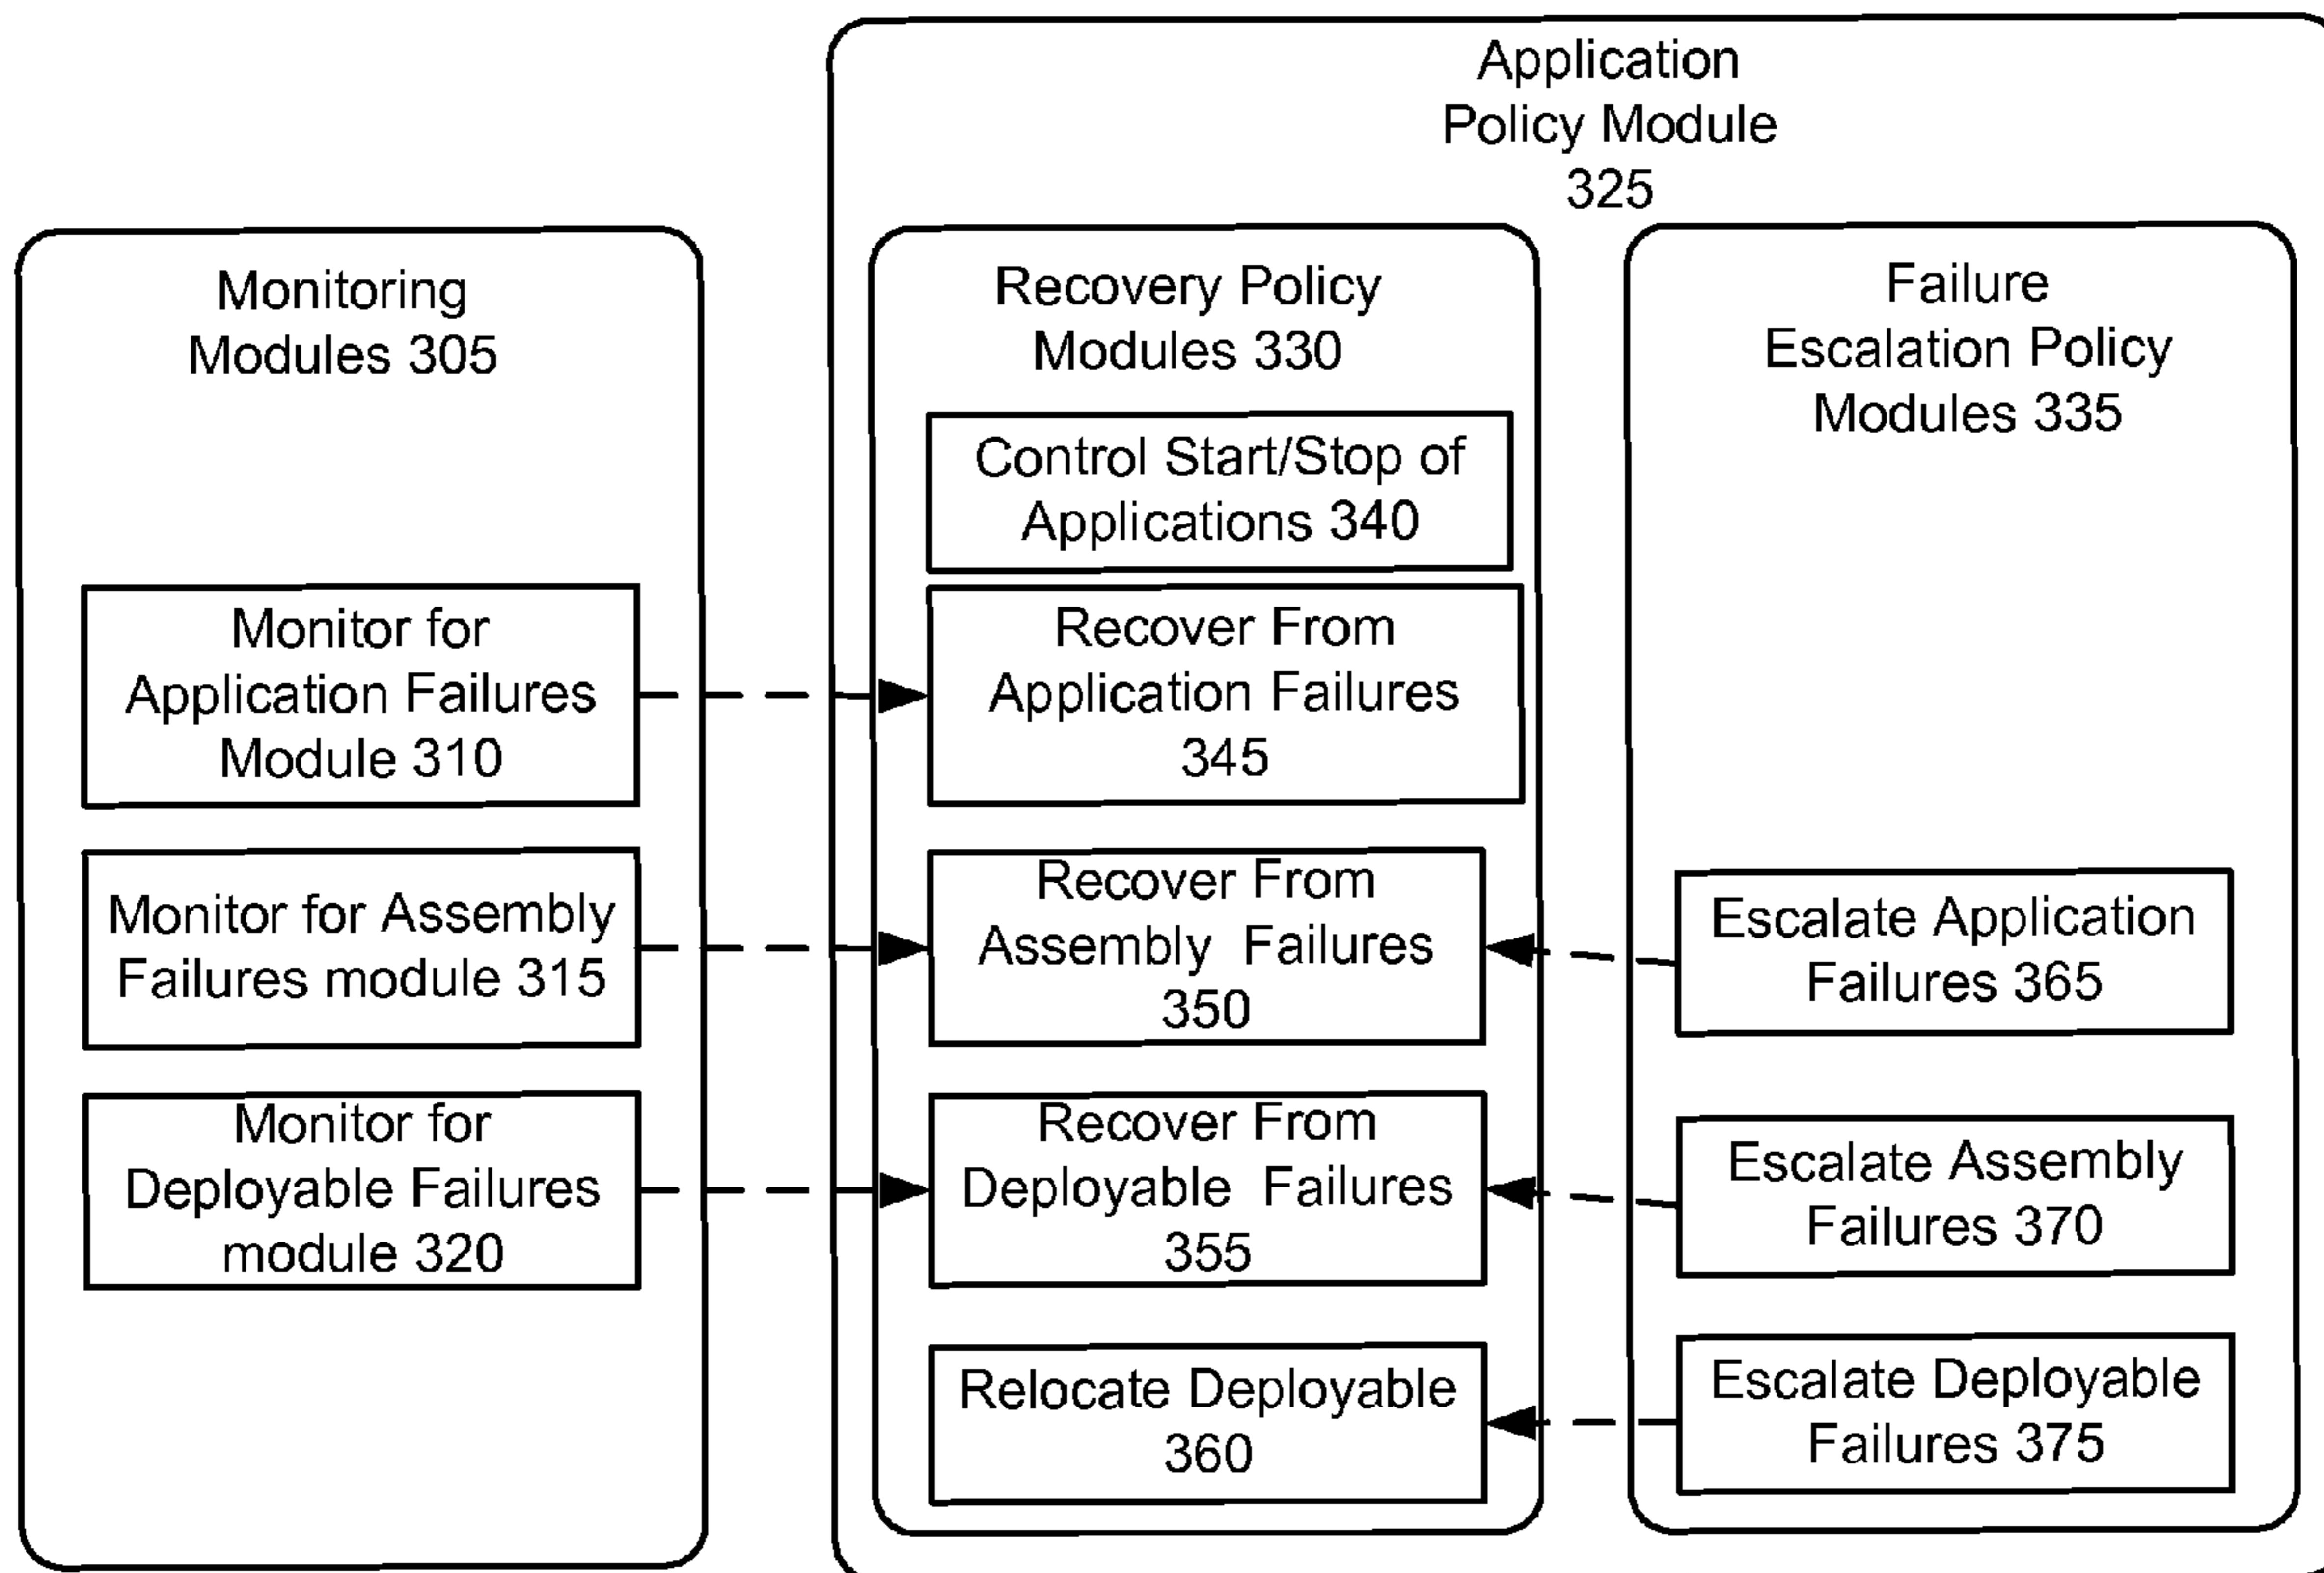 Application
Policy Module
325
Monitoring
Modules 305
Monitor for
Application Failures
Module 310
Monitor for Assembly
Failures module 315
Monitor for
Deployable Failures
module 320
Recovery Policy
Modules 330
Control Start/Stop of
Applications 340
Recover From
Application Failures
345
Recover From
Assembly Failures
350
Recover From
Deployable Failures
355
Relocate Deployable
360
Failure
Escalation Policy
Modules 335
Escalate Application
Failures 365
Escalate Assembly
Failures 370
Escalate Deployable
Failures 375